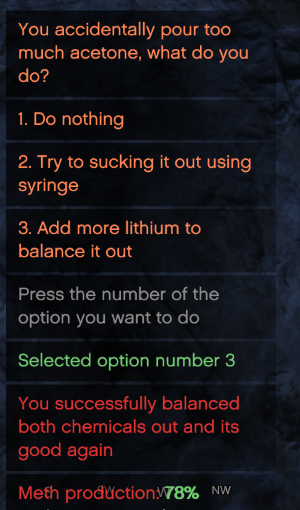 You accidentally pour too
much acetone, what do you
do?
1. Do nothing
2. Try to sucking it out using
syringe
3. Add more lithium to
balance it out
Press the number of the
option you want to do
Selected option number 3
You successfully balanced
both chemicals out and its
good again
Meth production: 78%
NW